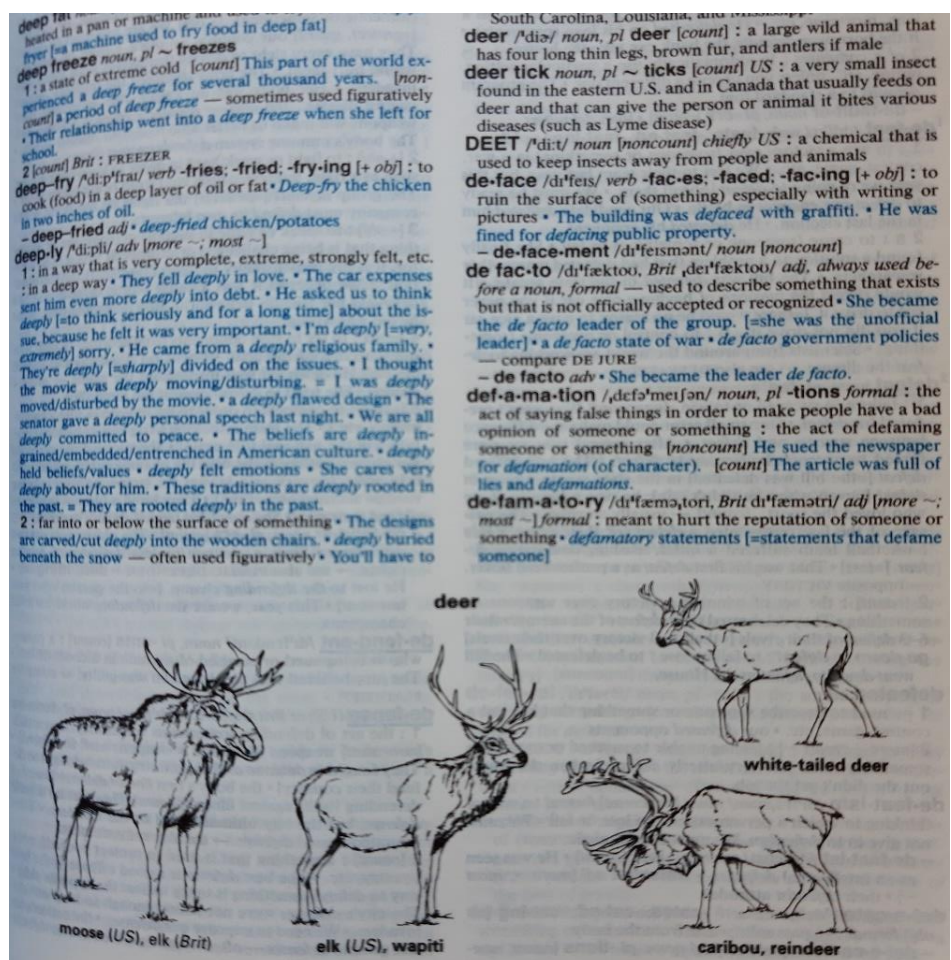 deep fat
heated in a pan or machine and used to fry
fryer [=a machine used to fry food in deep fat]
deep freeze noun, pl ~ freezes
1 : a state of extreme cold [count] This part of the world ex-
perienced a deep freeze for several thousand years. [non-
count] a period of deep freeze — sometimes used figuratively
• Their relationship went into a deep freeze when she left for
school.
2 [count] Brit : FREEZER
deep–fry /ˈdiːpˈfraɪ/ verb -fries; -fried; -fry·ing [+ obj] : to
cook (food) in a deep layer of oil or fat • Deep-fry the chicken
in two inches of oil.
– deep–fried adj • deep-fried chicken/potatoes
deep·ly /ˈdiːpli/ adv [more ~; most ~]
1 : in a way that is very complete, extreme, strongly felt, etc.
: in a deep way • They fell deeply in love. • The car expenses
sent him even more deeply into debt. • He asked us to think
deeply [=to think seriously and for a long time] about the is-
sue, because he felt it was very important. • I'm deeply [=very,
extremely] sorry. • He came from a deeply religious family. •
They're deeply [=sharply] divided on the issues. • I thought
the movie was deeply moving/disturbing. = I was deeply
moved/disturbed by the movie. • a deeply flawed design • The
senator gave a deeply personal speech last night. • We are all
deeply committed to peace. • The beliefs are deeply in-
grained/embedded/entrenched in American culture. • deeply
held beliefs/values • deeply felt emotions • She cares very
deeply about/for him. • These traditions are deeply rooted in
the past. = They are rooted deeply in the past.
2 : far into or below the surface of something • The designs
are carved/cut deeply into the wooden chairs. • deeply buried
beneath the snow — often used figuratively • You'll have to
South Carolina, Louisiana, and Mississippi
deer /ˈdiɚ/ noun, pl deer [count] : a large wild animal that
has four long thin legs, brown fur, and antlers if male
deer tick noun, pl ~ ticks [count] US : a very small insect
found in the eastern U.S. and in Canada that usually feeds on
deer and that can give the person or animal it bites various
diseases (such as Lyme disease)
DEET /ˈdiːt/ noun [noncount] chiefly US : a chemical that is
used to keep insects away from people and animals
de·face /dɪˈfeɪs/ verb -fac·es; -faced; -fac·ing [+ obj] : to
ruin the surface of (something) especially with writing or
pictures • The building was defaced with graffiti. • He was
fined for defacing public property.
– de·face·ment /dɪˈfeɪsmənt/ noun [noncount]
de fac·to /dɪˈfæktoʊ, Brit ˌdeɪˈfæktəʊ/ adj, always used be-
fore a noun, formal — used to describe something that exists
but that is not officially accepted or recognized • She became
the de facto leader of the group. [=she was the unofficial
leader] • a de facto state of war • de facto government policies
— compare DE JURE
– de facto adv • She became the leader de facto.
def·a·ma·tion /ˌdɛfəˈmeɪʃən/ noun, pl -tions formal : the
act of saying false things in order to make people have a bad
opinion of someone or something : the act of defaming
someone or something [noncount] He sued the newspaper
for defamation (of character). [count] The article was full of
lies and defamations.
de·fam·a·to·ry /dɪˈfæməˌtori, Brit dɪˈfæmətri/ adj [more ~;
most ~] formal : meant to hurt the reputation of someone or
something • defamatory statements [=statements that defame
someone]
deer
white-tailed deer
moose (US), elk (Brit)
elk (US), wapiti
caribou, reindeer